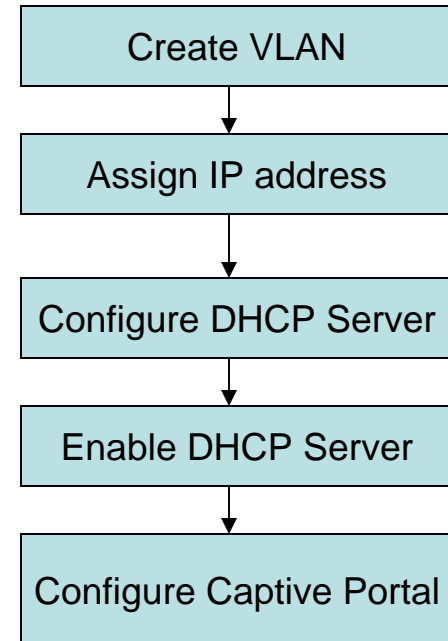 Create VLAN
Assign IP address
Configure DHCP Server
Enable DHCP Server
Configure Captive Portal